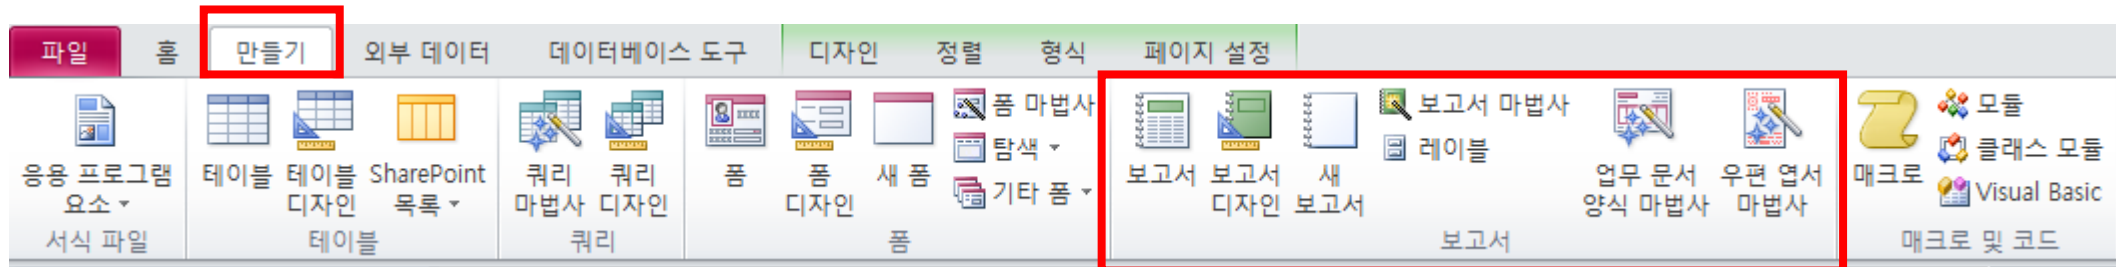 파일 홈 만들기 외부 데이터 데이터베이스 도구 디자인 정렬 형식 페이지 설정
응용 프로그램
요소
서식 파일
테이블
테이블
디자인
SharePoint
목록
테이블
쿼리
마법사
쿼리
디자인
쿼리
폼
폼
디자인
새 폼
폼 마법사
탐색
기타 폼
폼
보고서
보고서
디자인
새
보고서
보고서 마법사
레이블
업무 문서
양식 마법사
우편 엽서
마법사
보고서
매크로
모듈
클래스 모듈
Visual Basic
매크로 및 코드